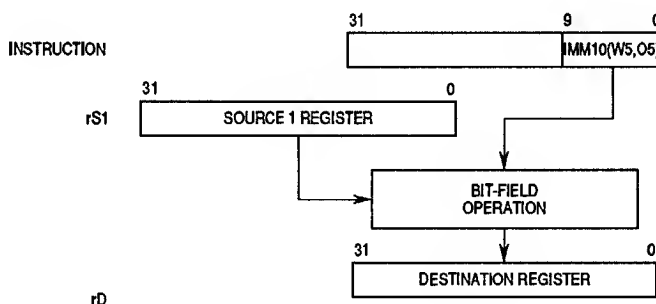 31 9 0
INSTRUCTION IMM10(W5,O5)
31 0
rS1 SOURCE 1 REGISTER
BIT-FIELD
OPERATION
31 0
DESTINATION REGISTER
rD